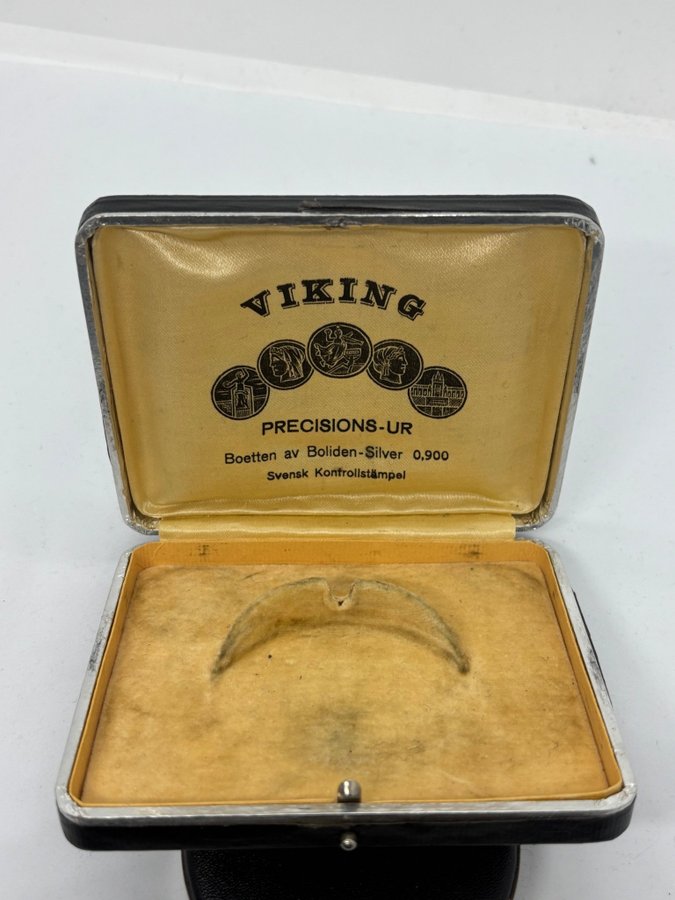 VIKING
PRECISIONS-UR
Boetten av Boliden-Silver 0,900
Svensk Kontrollstämpel